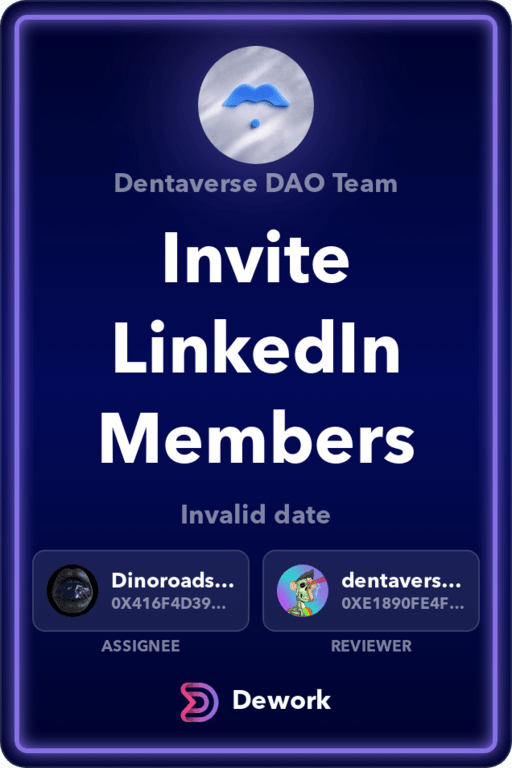 Dentaverse DAO Team
Invite
LinkedIn
Members
Invalid date
Dinoroads...
0X416F4D39...
dentavers...
0XE1890FE4F...
ASSIGNEE
REVIEWER
Dework